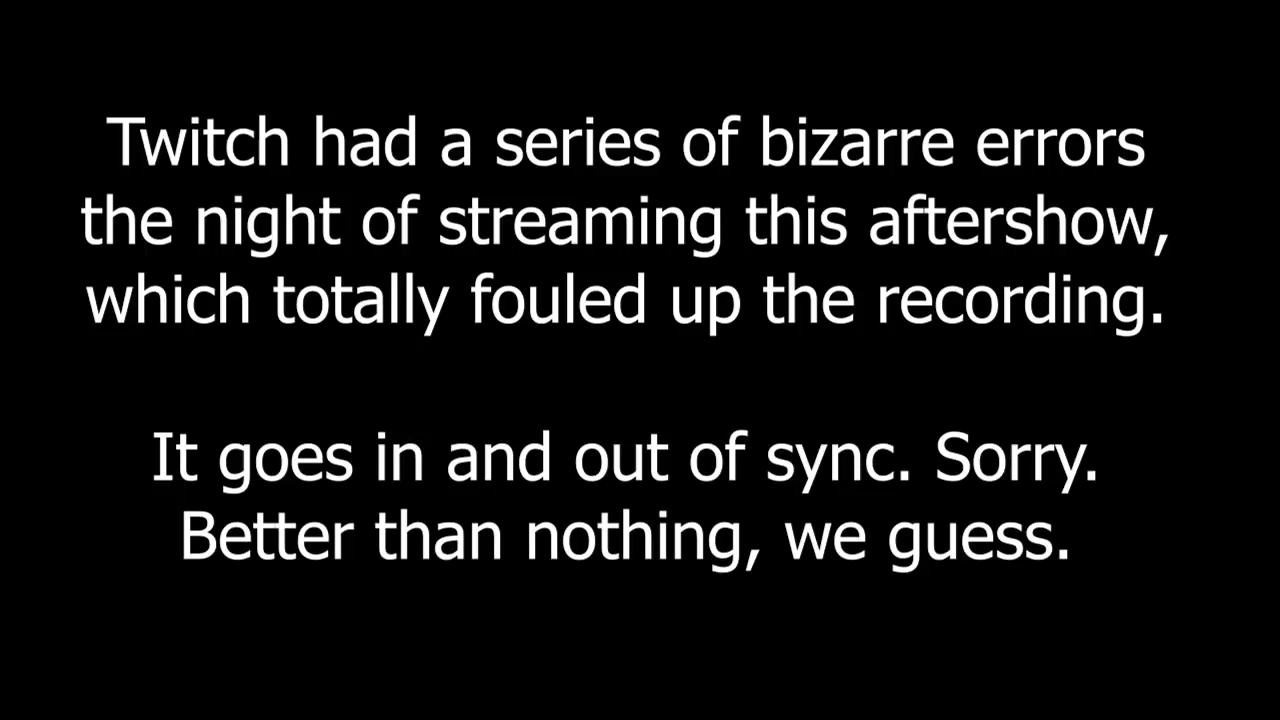 Twitch had a series of bizarre errors
the night of streaming this aftershow,
which totally fouled up the recording.
It goes in and out of sync. Sorry.
Better than nothing, we guess.